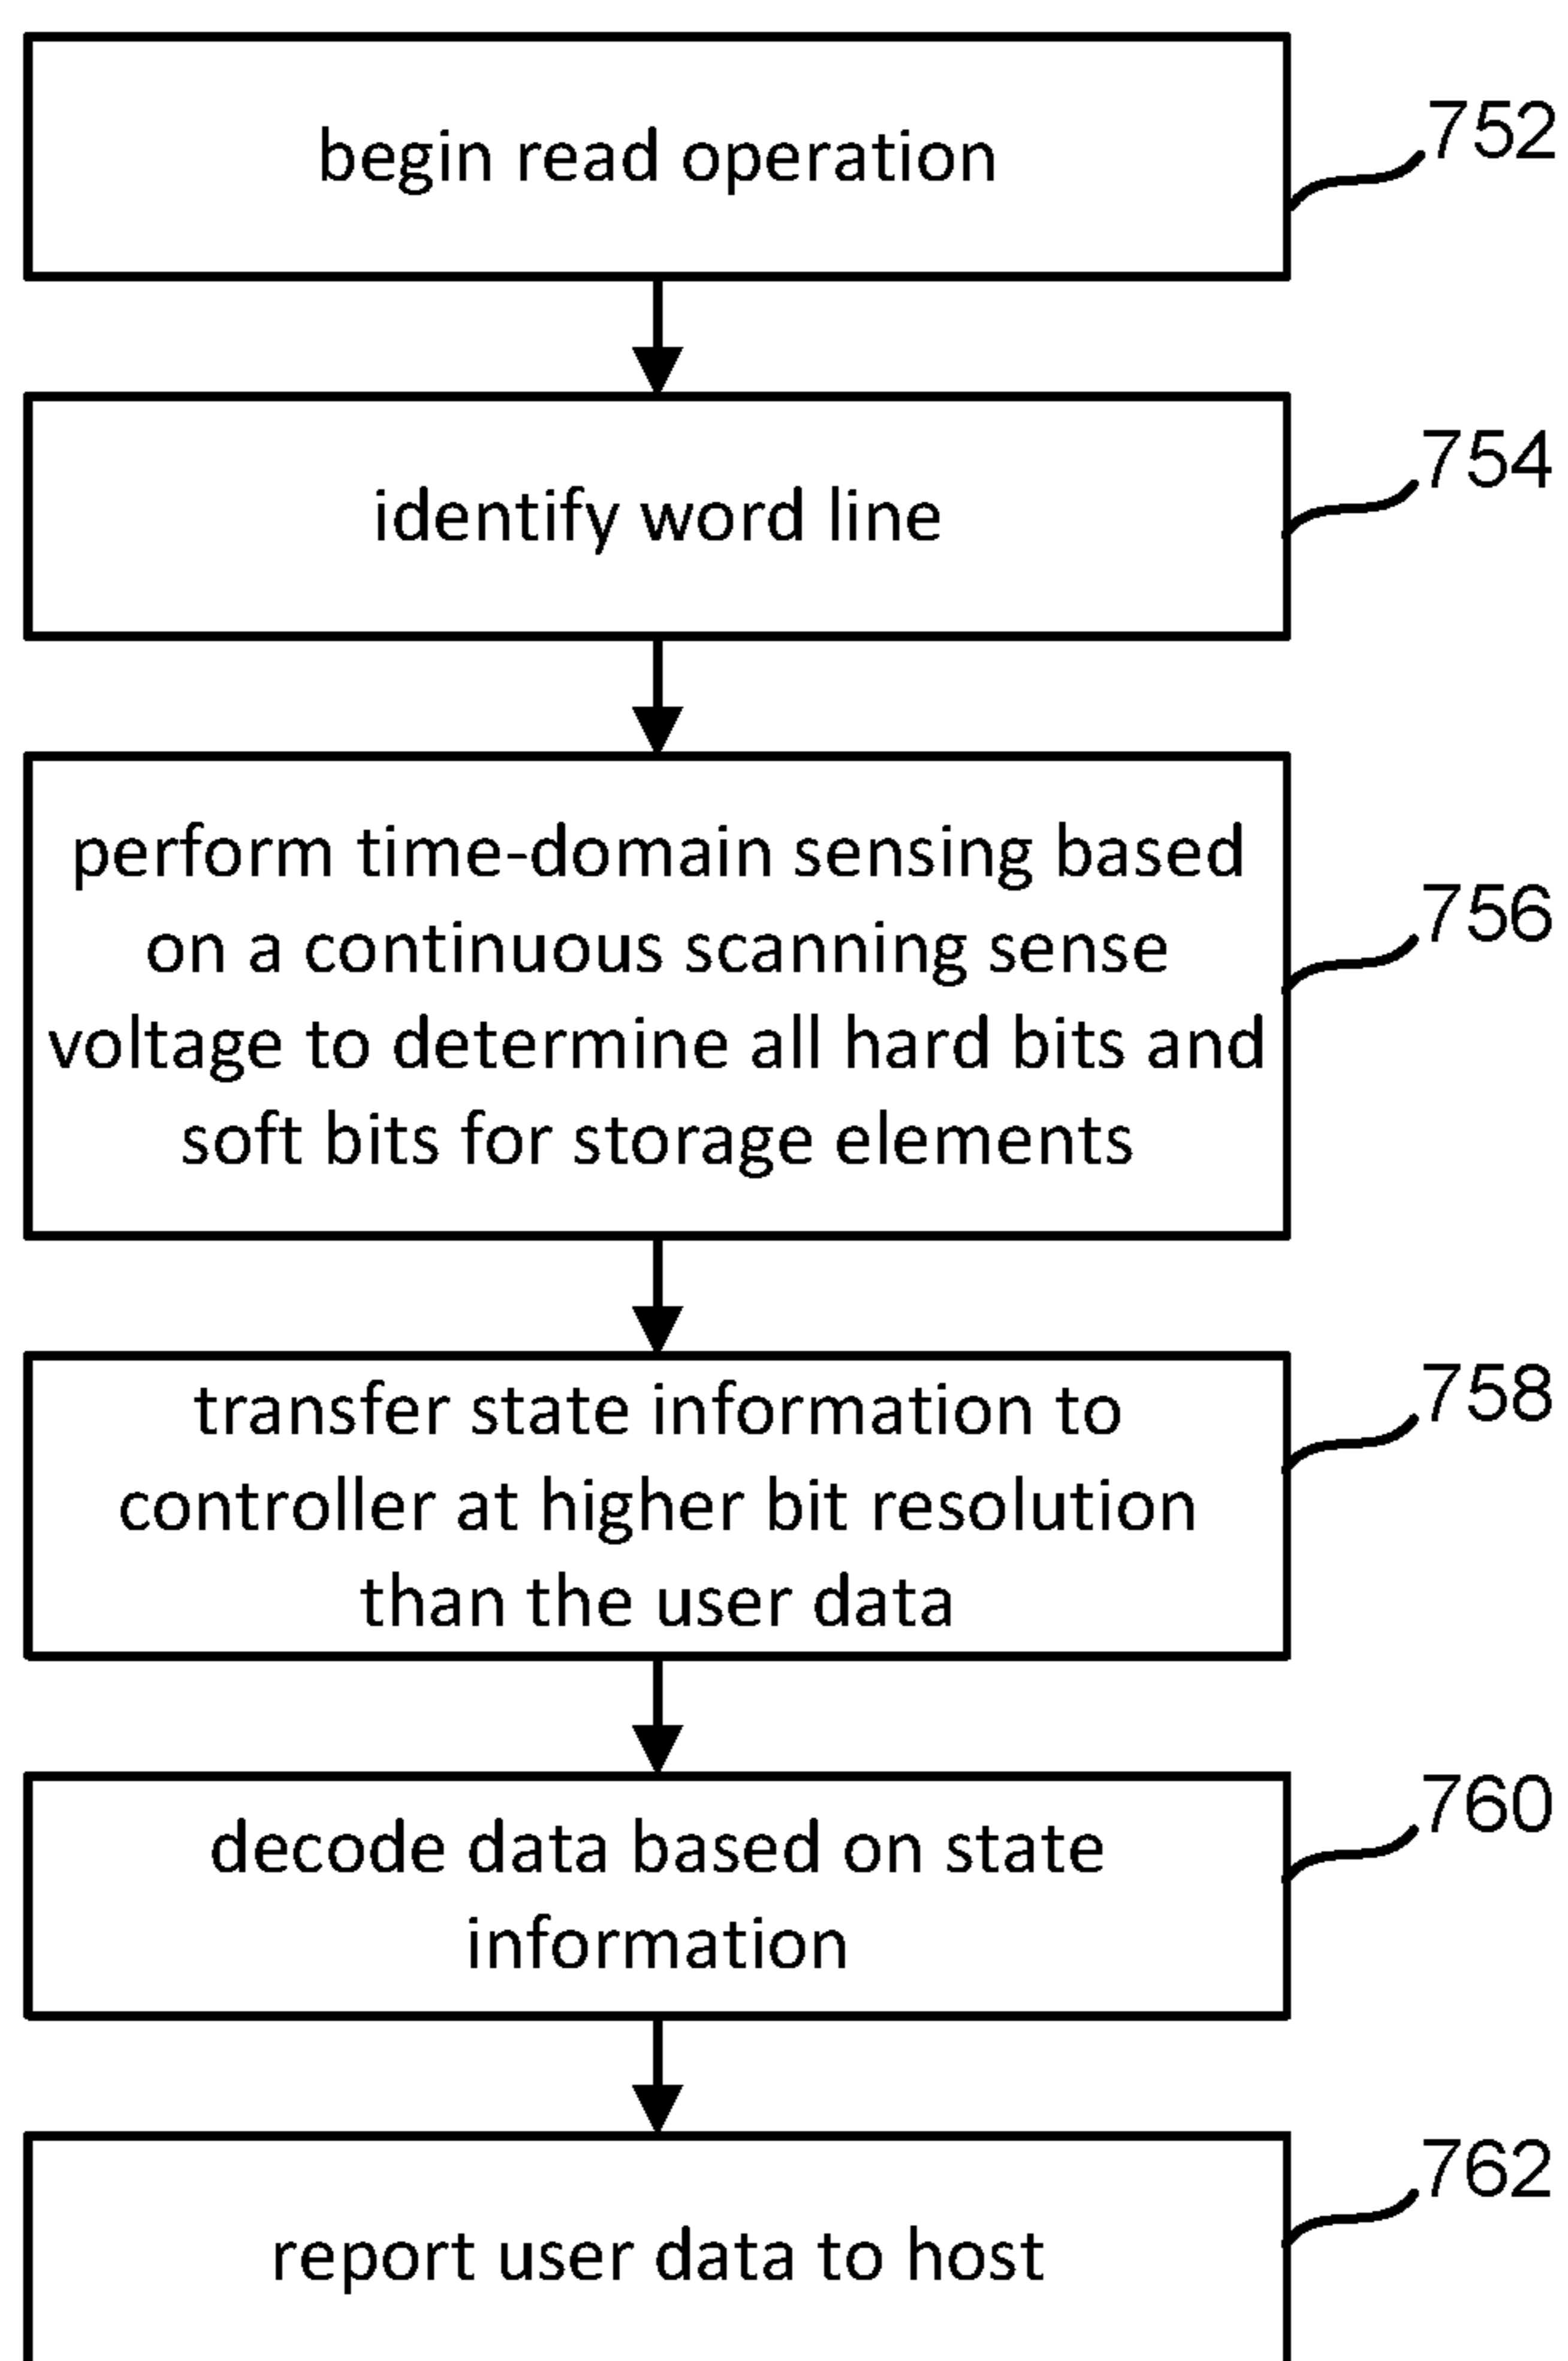 begin read operation
752
identify word line
754
perform time-domain sensing based
on a continuous scanning sense
voltage to determine all hard bits and
soft bits for storage elements
756
transfer state information to
controller at higher bit resolution
than the user data
758
decode data based on state
information
760
report user data to host
762